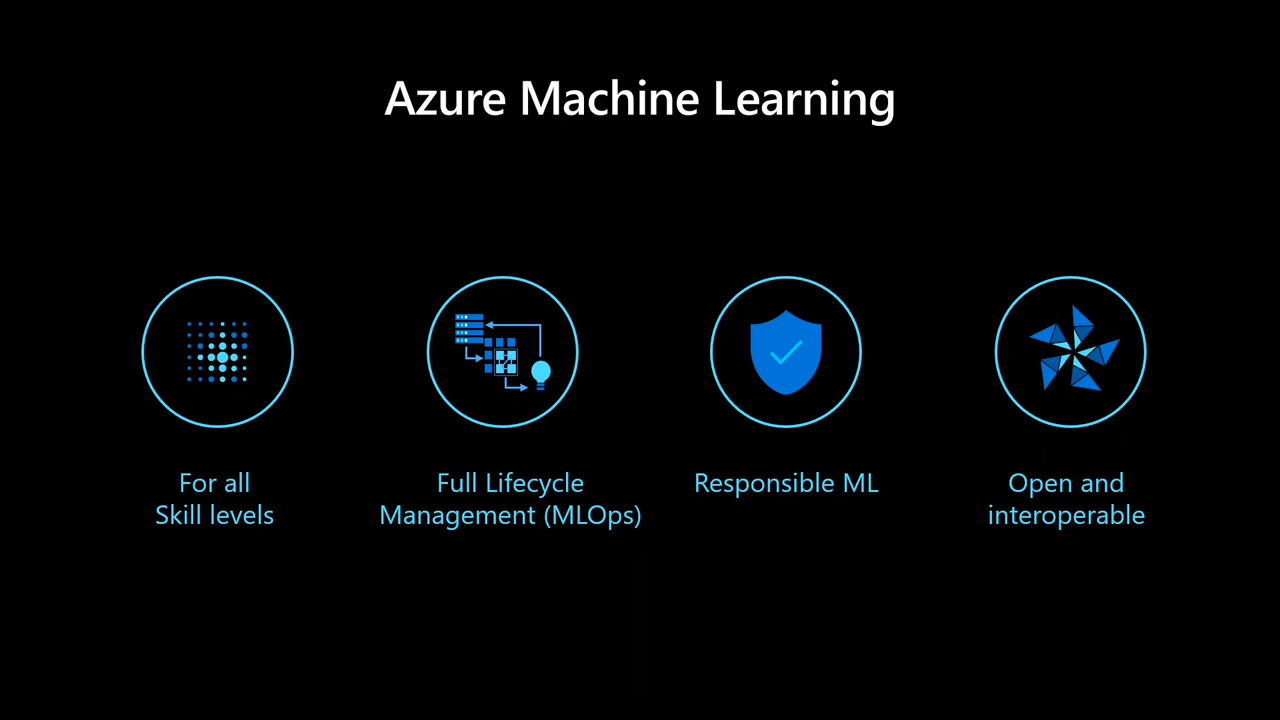 Azure Machine Learning
For all
Skill levels
Full Lifecycle
Management (MLOps)
Responsible ML
Open and
interoperable